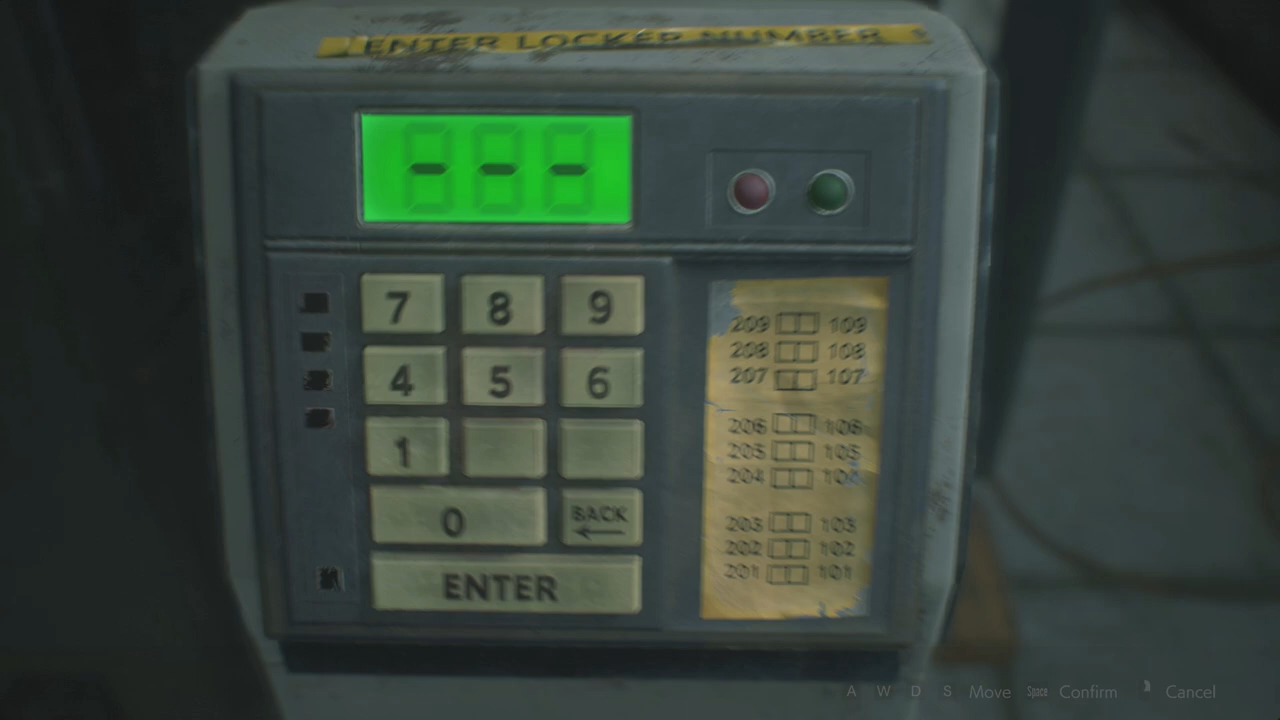 ENTER LOCKER NUMBER
- - -
7 8 9
4 5 6
1
0 BACK
ENTER
209 109
208 108
207 107
206 106
205 105
204 104
203 103
202 102
201 101
A W D S Move Space Confirm Cancel